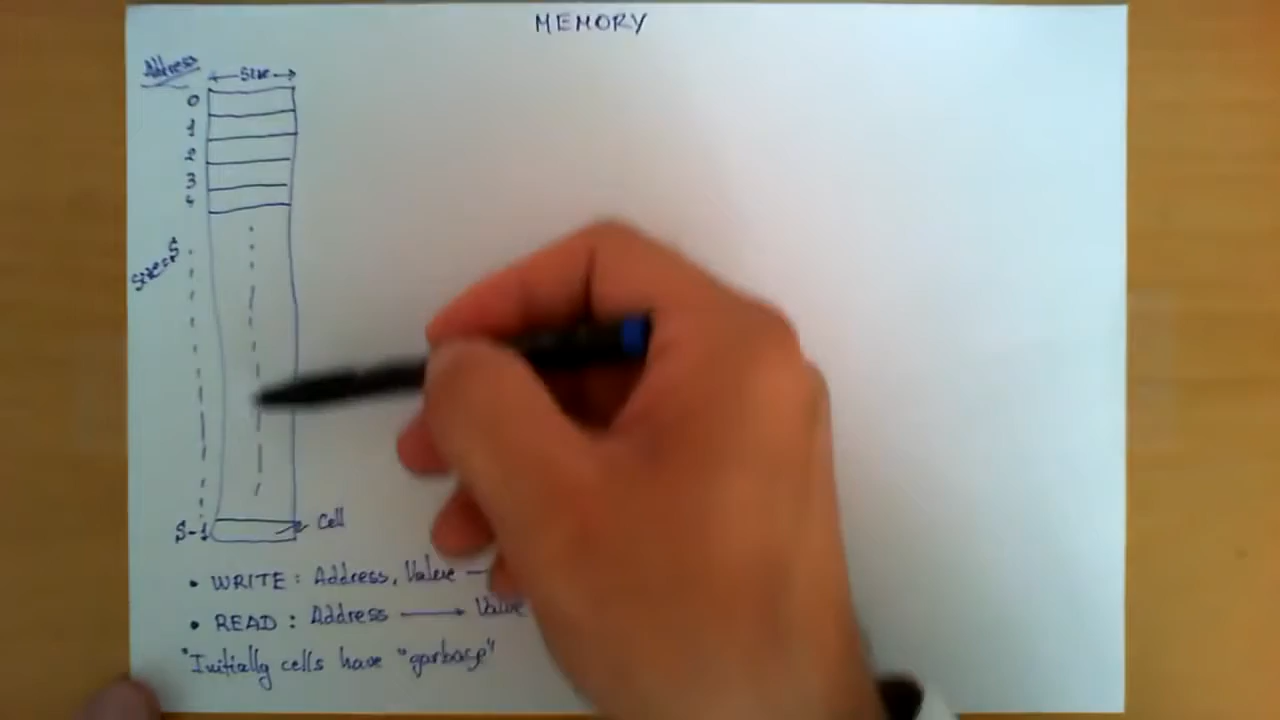 MEMORY
Address
Size
0
1
2
3
4
Size=S
S-1
Cell
• WRITE: Address, Value —
• READ : Address → Value
"Initially cells have "garbage"